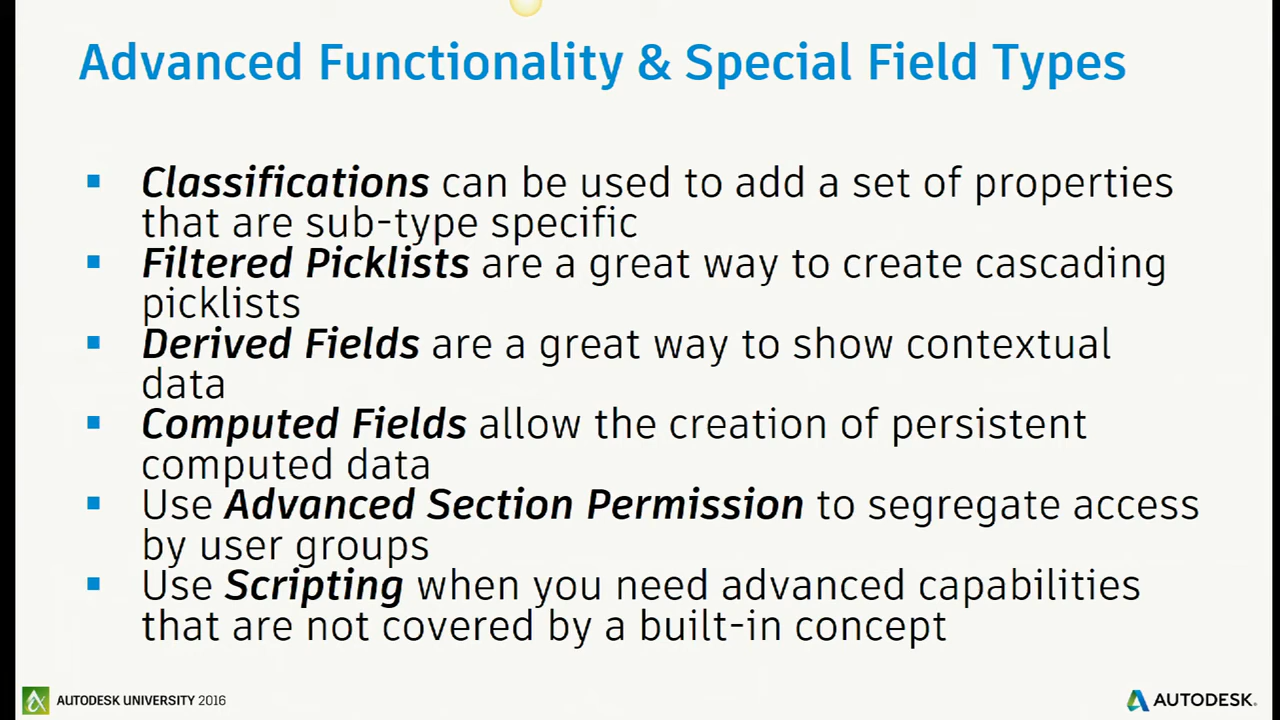 Advanced Functionality & Special Field Types
▪ Classifications can be used to add a set of properties
that are sub-type specific
▪ Filtered Picklists are a great way to create cascading
picklists
▪ Derived Fields are a great way to show contextual
data
▪ Computed Fields allow the creation of persistent
computed data
▪ Use Advanced Section Permission to segregate access
by user groups
▪ Use Scripting when you need advanced capabilities
that are not covered by a built-in concept
AUTODESK UNIVERSITY 2016
AUTODESK.